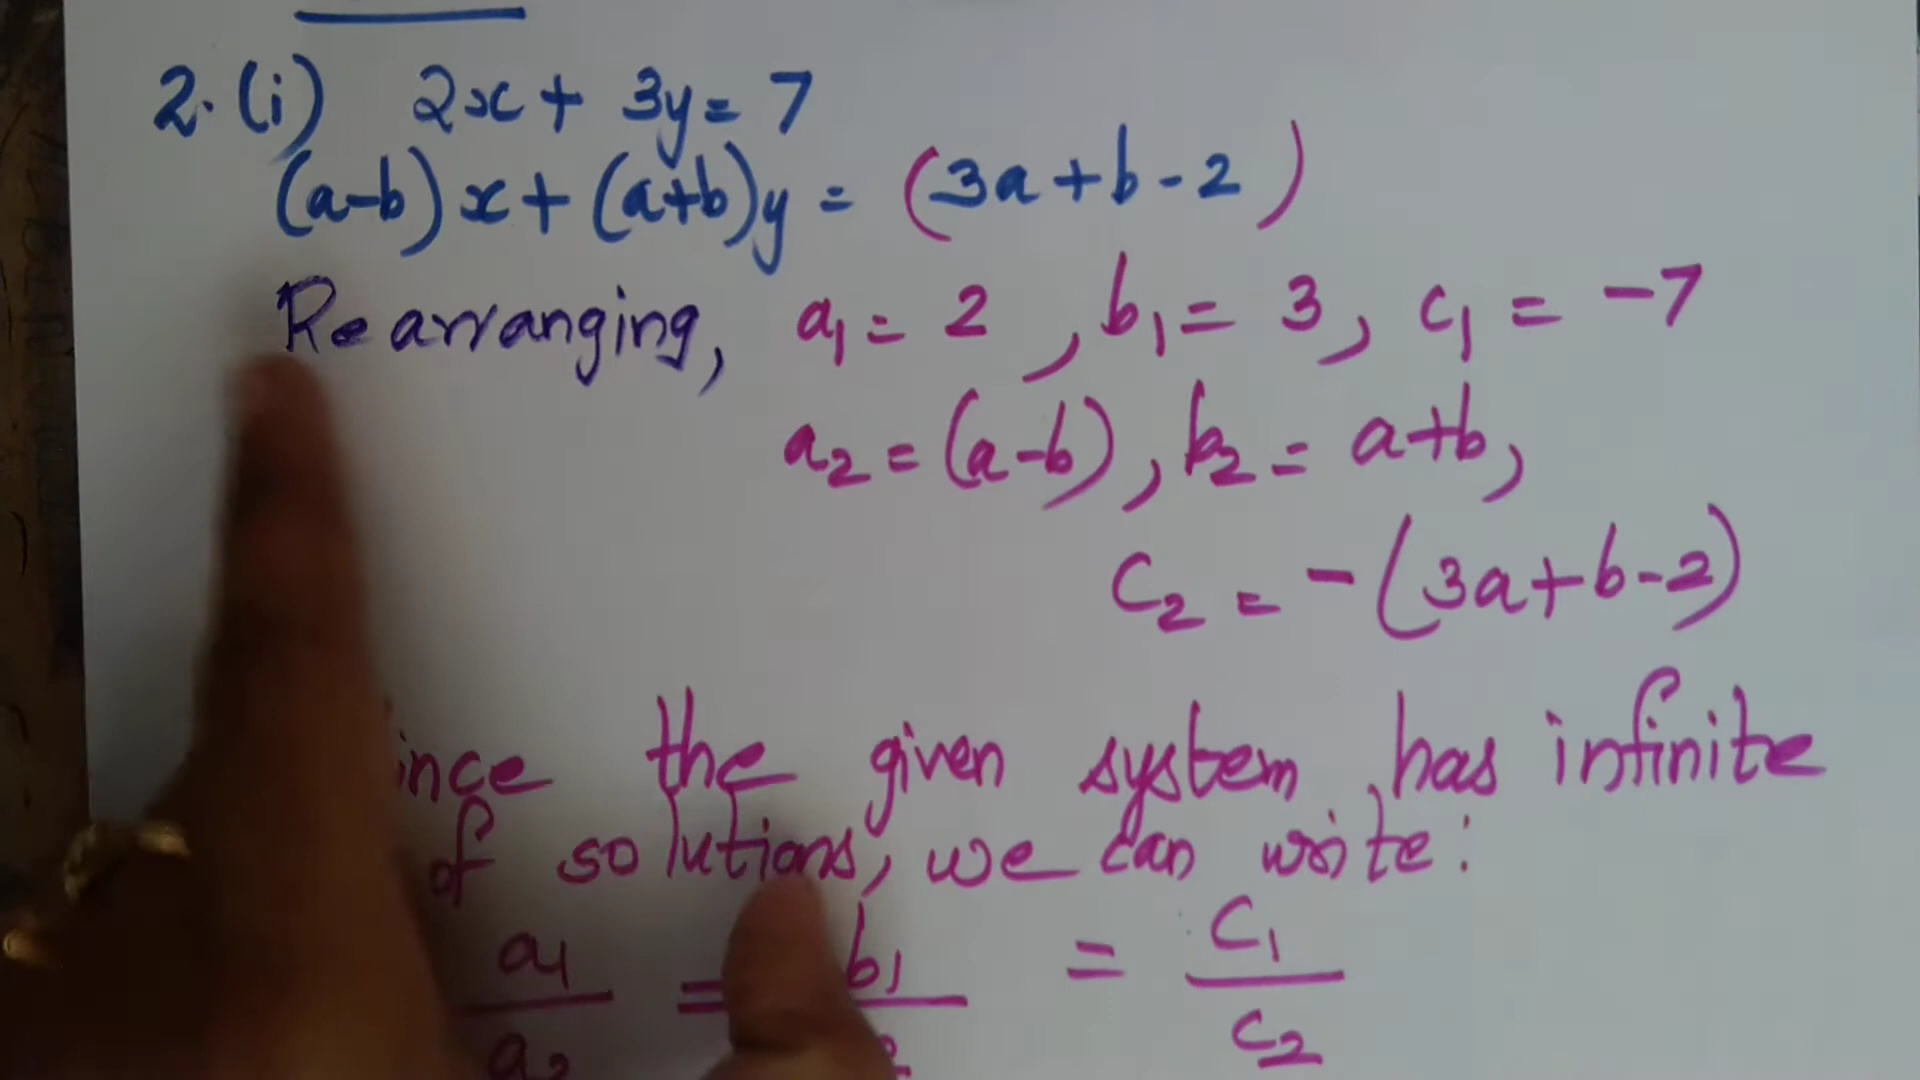 2. (i) 2x + 3y = 7
(a-b)x + (a+b)y = (3a+b-2)
Rearranging, a1 = 2, b1 = 3, c1 = -7
a2 = (a-b), b2 = a+b,
C2 = -(3a+b-2)
the given system has infinite
of solutions, we can write:
a1 = b1 = C1
a2 C2